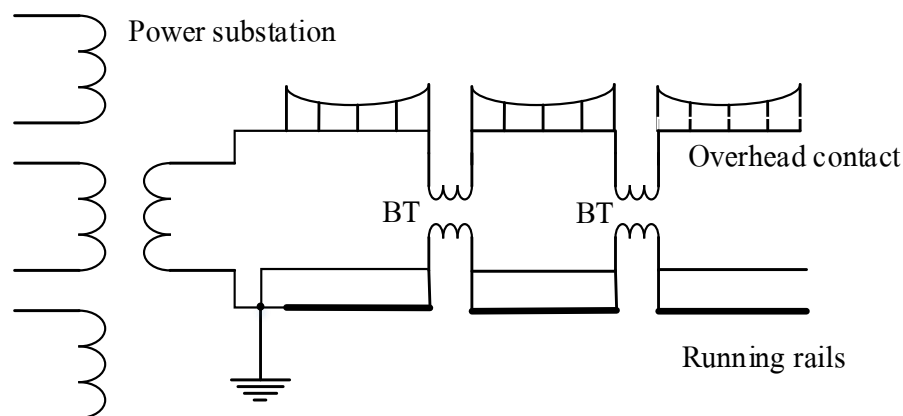 Power substation
Overhead contact
BT
BT
Running rails